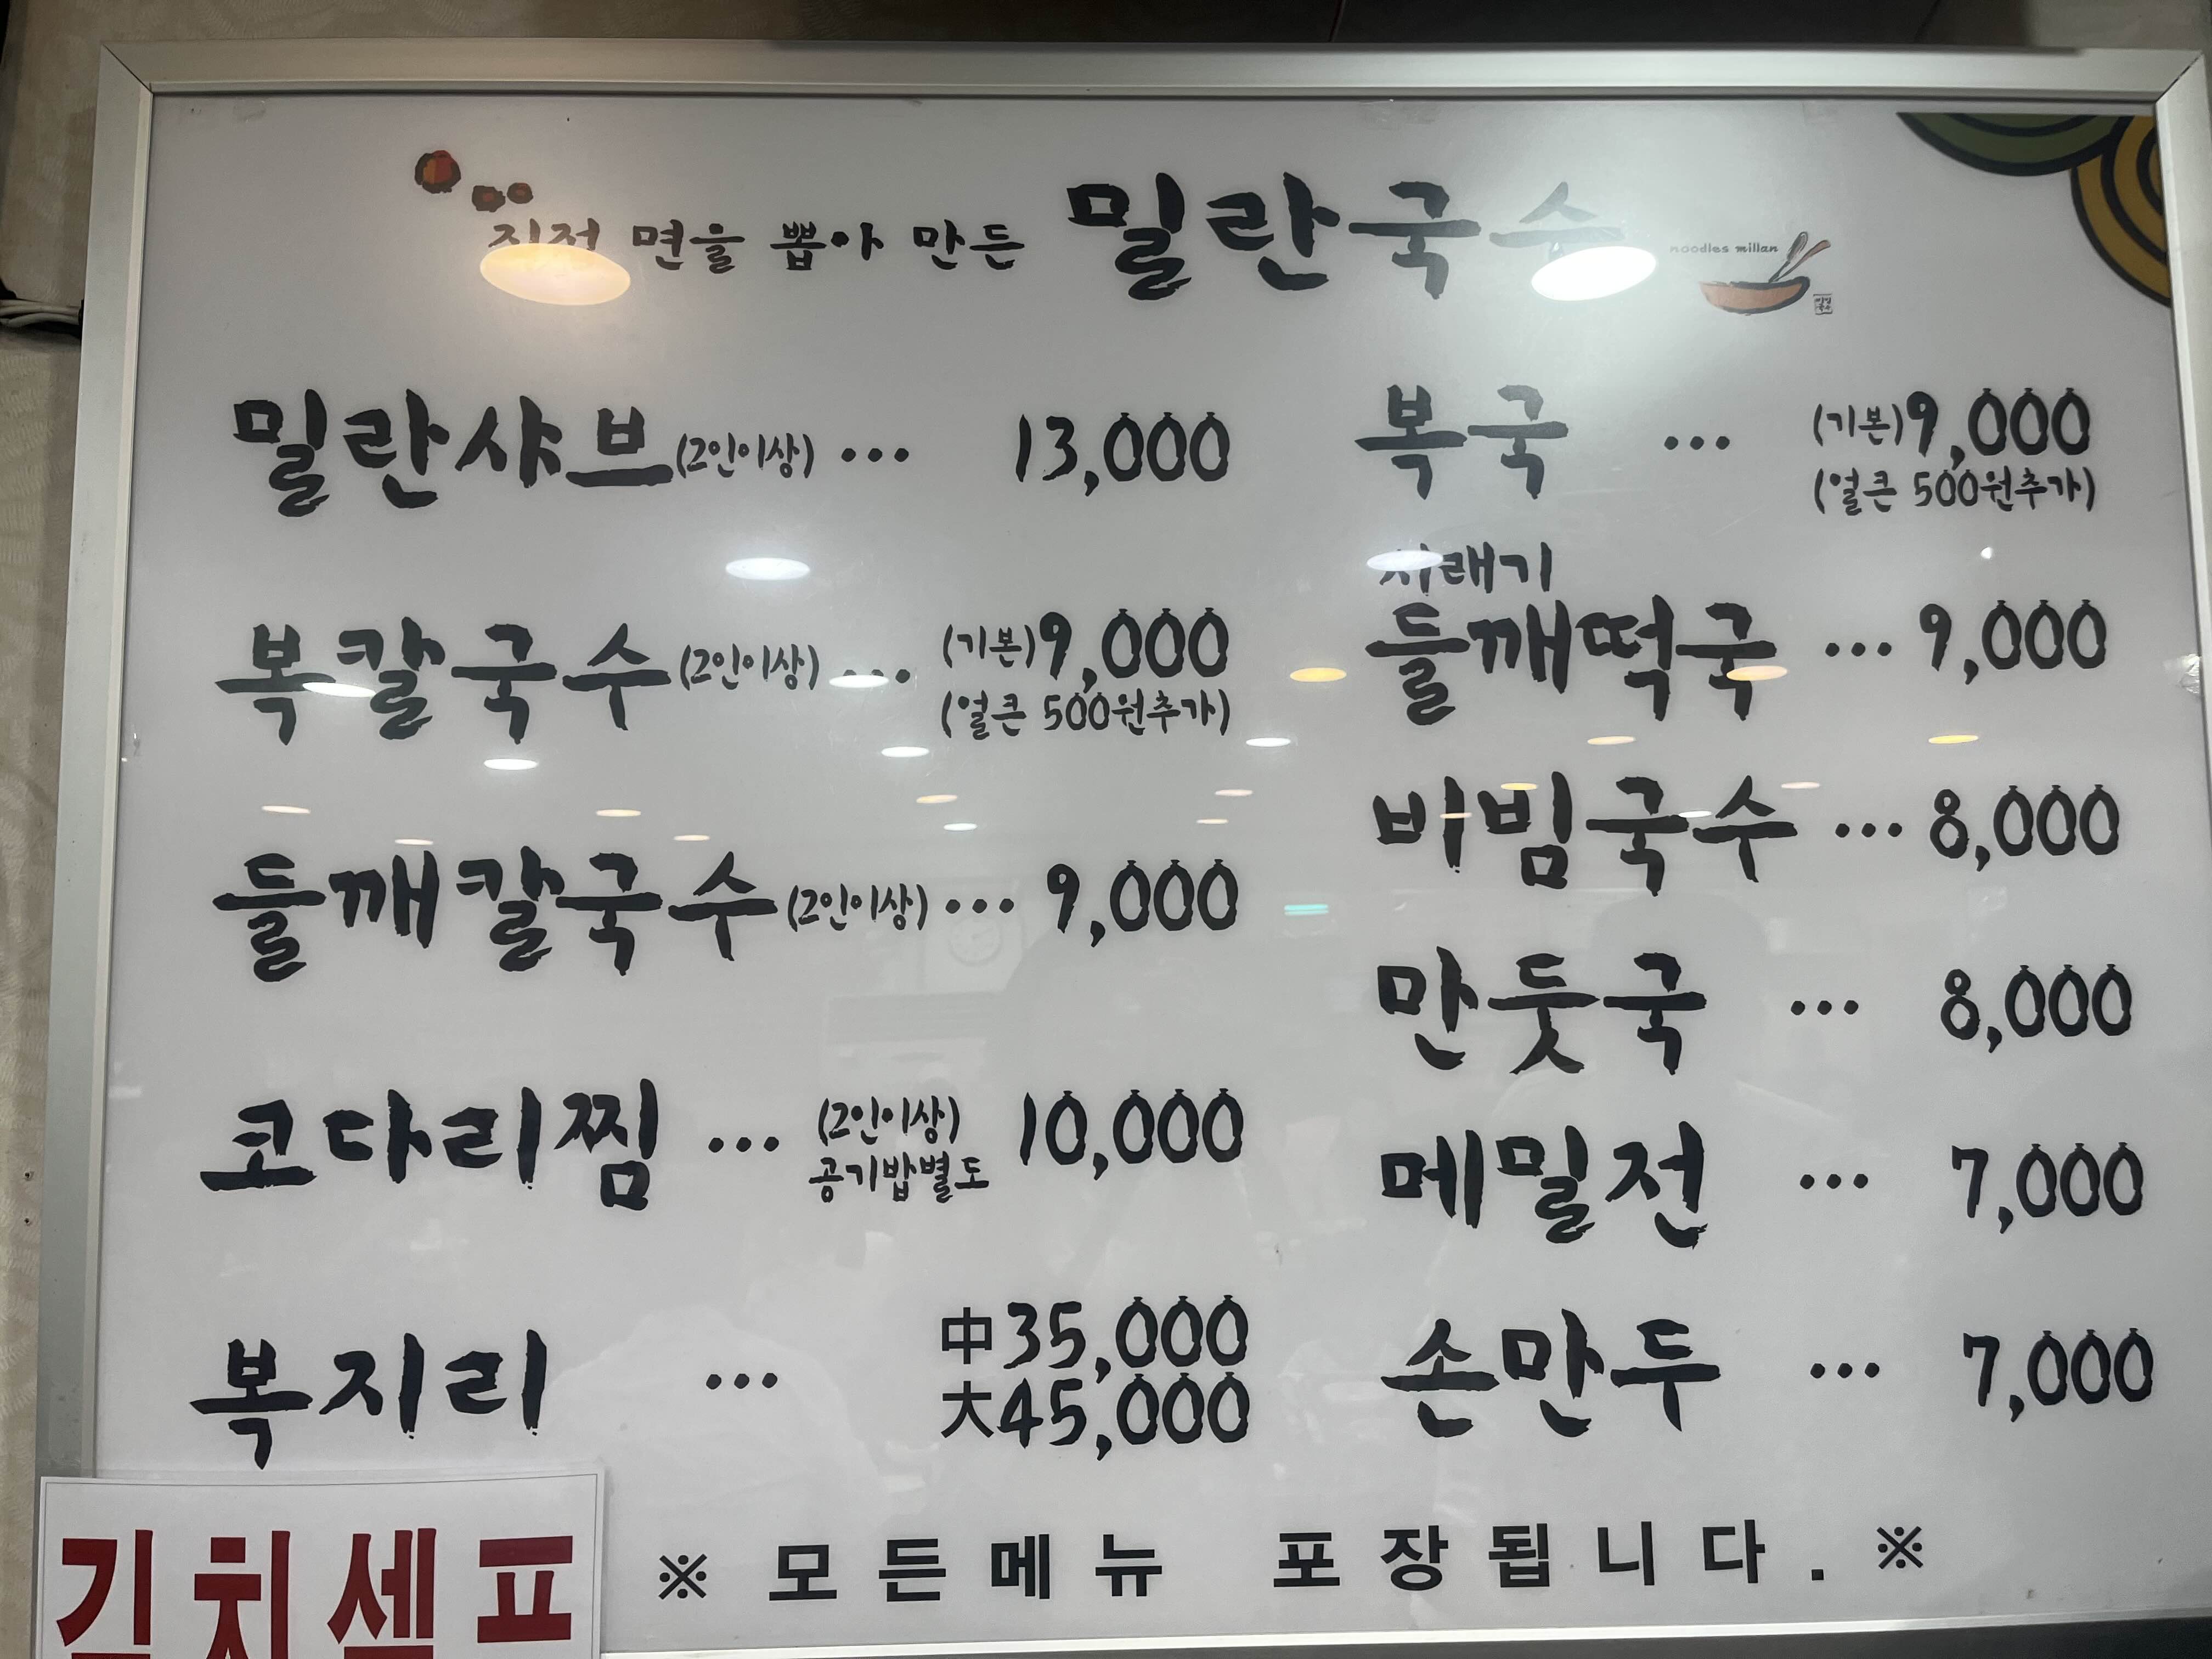 직접 면을 뽑아 만든 밀란국수
noodles millan
밀란샤브(2인이상) ... 13,000
복칼국수(2인이상) ... (기본)9,000
(얼큰 500원추가)
들깨칼국수(2인이상) ... 9,000
코다리찜 ... (2인이상) 10,000
공기밥별도
복지리 ... 中35,000
大45,000
복국 ... (기본)9,000
(얼큰 500원추가)
시래기
들깨떡국 ... 9,000
비빔국수 ... 8,000
만둣국 ... 8,000
메밀전 ... 7,000
손만두 ... 7,000
※ 모든메뉴 포장됩니다. ※
김치셀프